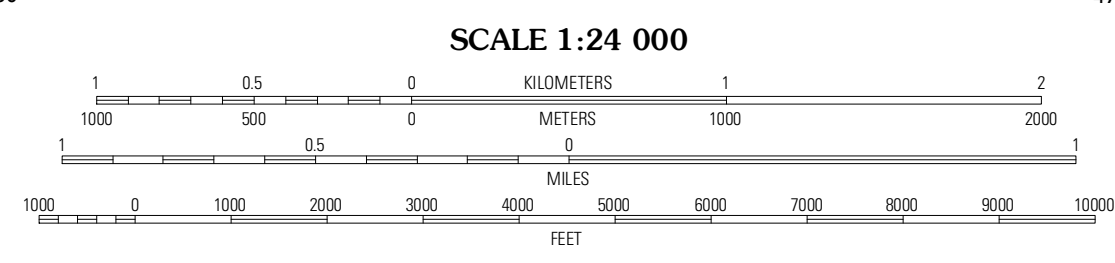 SCALE 1:24 000
1 0.5 0 KILOMETERS 1 2
1000 500 0 METERS 1000 2000
1 0.5 0 1
MILES
1000 0 1000 2000 3000 4000 5000 6000 7000 8000 9000 10000
FEET